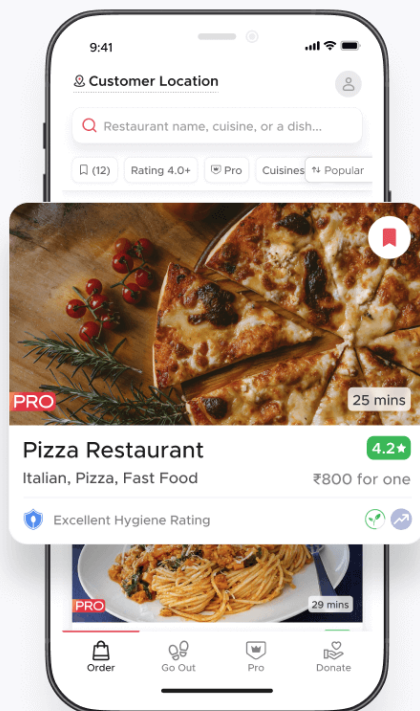 9:41
Customer Location
Restaurant name, cuisine, or a dish...
(12) Rating 4.0+ Pro Cuisines Popular
PRO
25 mins
Pizza Restaurant 4.2★
Italian, Pizza, Fast Food ₹800 for one
Excellent Hygiene Rating
PRO
29 mins
Order Go Out Pro Donate